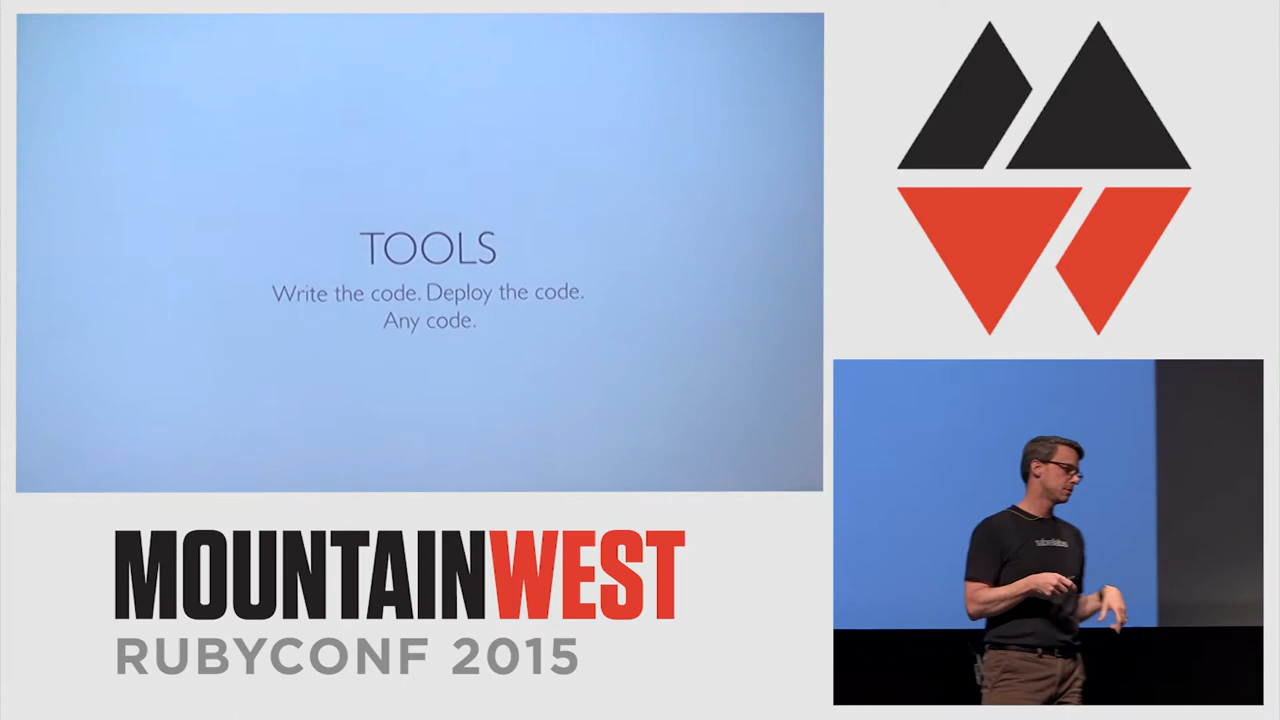 TOOLS
Write the code. Deploy the code.
Any code.
MOUNTAINWEST
RUBYCONF 2015